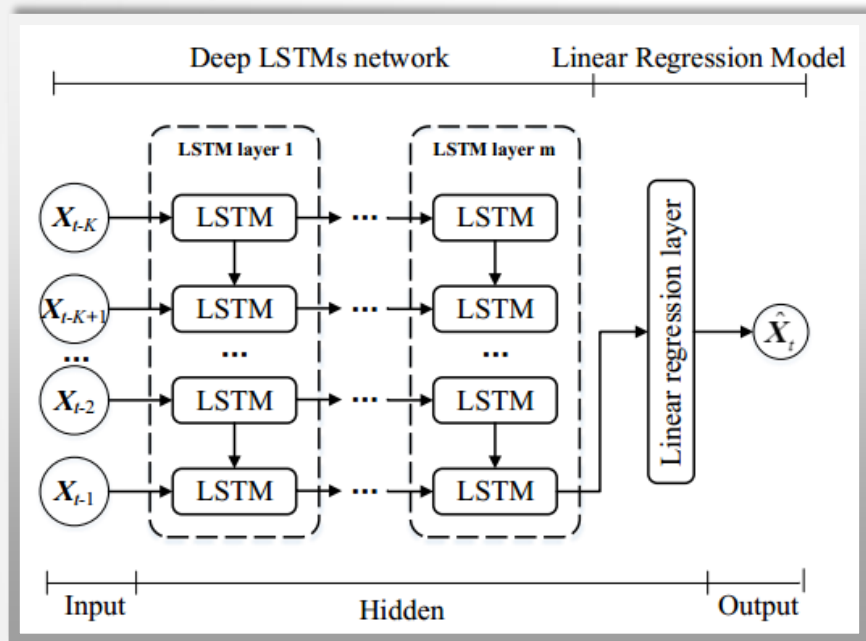 Deep LSTMs network
Linear Regression Model
LSTM layer 1
LSTM layer m
X_{t-K}
LSTM
...
LSTM
X_{t-K+1}
LSTM
...
LSTM
...
...
...
X_{t-2}
LSTM
...
LSTM
X_{t-1}
LSTM
...
LSTM
Linear regression layer
X̂_t
Input
Hidden
Output